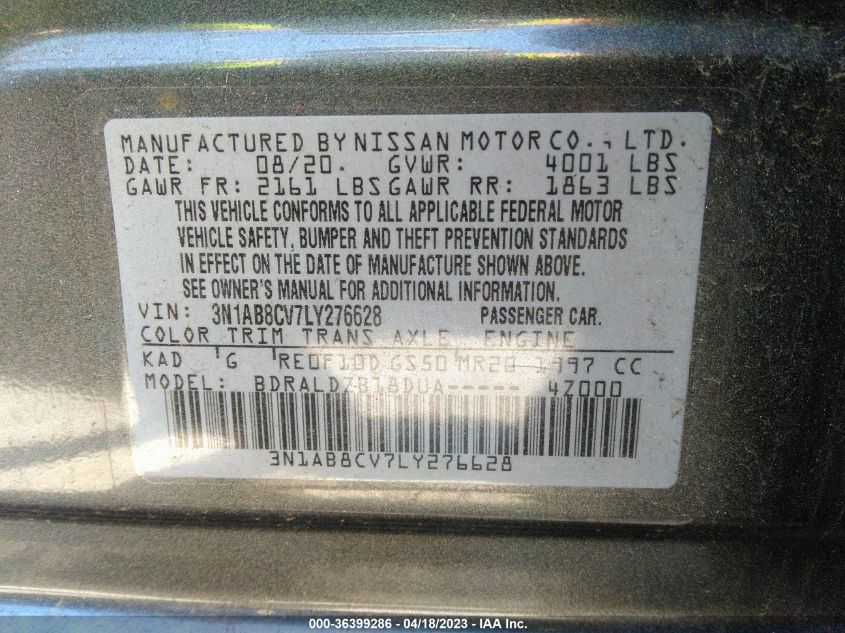 MANUFACTURED BY NISSAN MOTOR CO., LTD.
DATE: 08/20. GVWR: 4001 LBS
GAWR FR: 2161 LBS GAWR RR: 1863 LBS
THIS VEHICLE CONFORMS TO ALL APPLICABLE FEDERAL MOTOR
VEHICLE SAFETY, BUMPER AND THEFT PREVENTION STANDARDS
IN EFFECT ON THE DATE OF MANUFACTURE SHOWN ABOVE.
SEE OWNER'S MANUAL FOR ADDITIONAL INFORMATION.
VIN: 3N1AB8CV7LY276628 PASSENGER CAR.
COLOR TRIM TRANS AXLE ENGINE
KAD G RE0F10D GS50 MR20 1997 CC
MODEL: BDRALDZB18DUA----- 4Z000
3N1AB8CV7LY276628
000-36399286 - 04/18/2023 - IAA Inc.